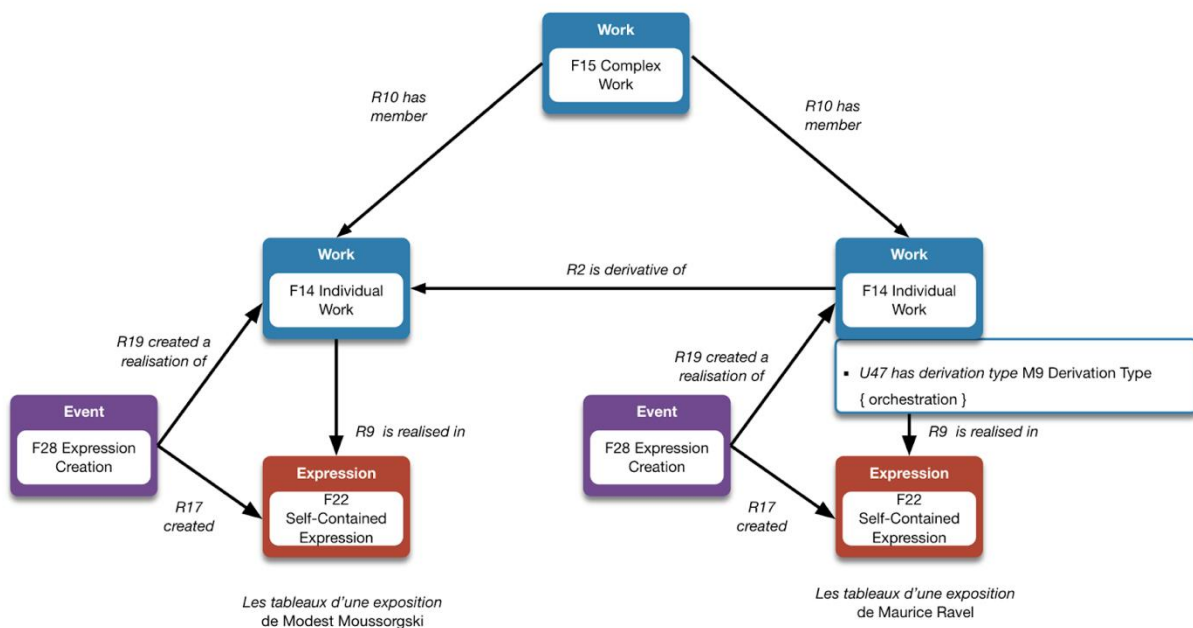 Work
F15 Complex
Work
R10 has
member
R10 has
member
Work
F14 Individual
Work
R2 is derivative of
Work
F14 Individual
Work
R19 created a
realisation of
R19 created a
realisation of
▪ U47 has derivation type M9 Derivation Type
{ orchestration }
Event
F28 Expression
Creation
R9 is realised in
Event
F28 Expression
Creation
R9 is realised in
R17
created
Expression
F22
Self-Contained
Expression
R17
created
Expression
F22
Self-Contained
Expression
Les tableaux d'une exposition
de Modest Moussorgski
Les tableaux d'une exposition
de Maurice Ravel